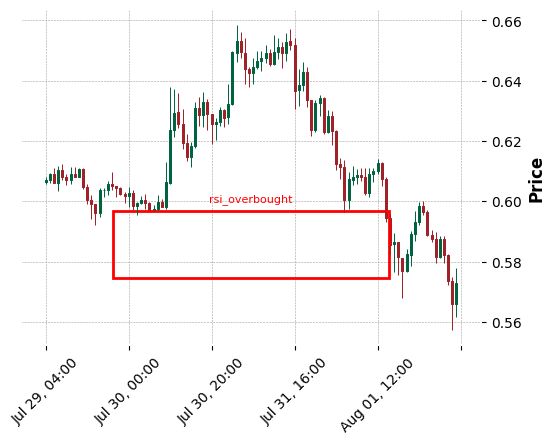 0.66
0.64
0.62
0.60
0.58
0.56
Price
rsi_overbought
Jul 29, 04:00
Jul 30, 00:00
Jul 30, 20:00
Jul 31, 16:00
Aug 01, 12:00